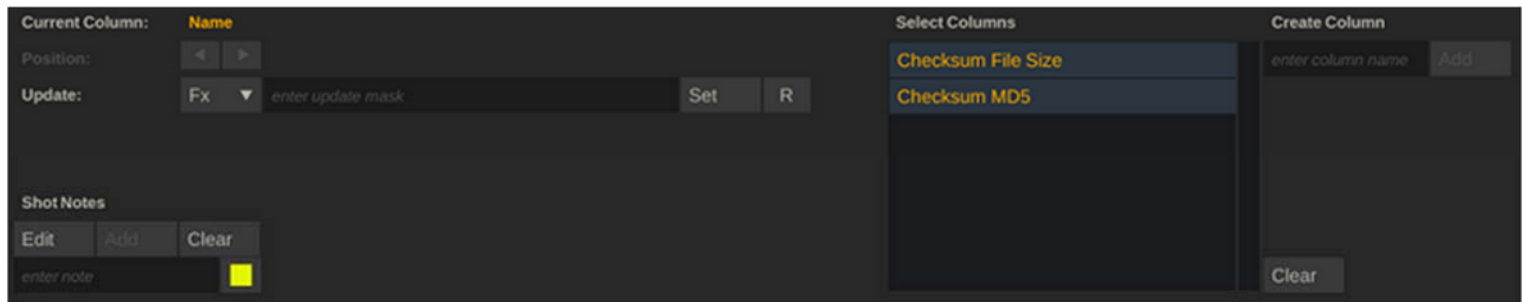 Current Column: Name
Position:
Update: Fx enter update mask Set R
Shot Notes
Edit Add Clear
enter note
Select Columns
Checksum File Size
Checksum MD5
Create Column
enter column name Add
Clear